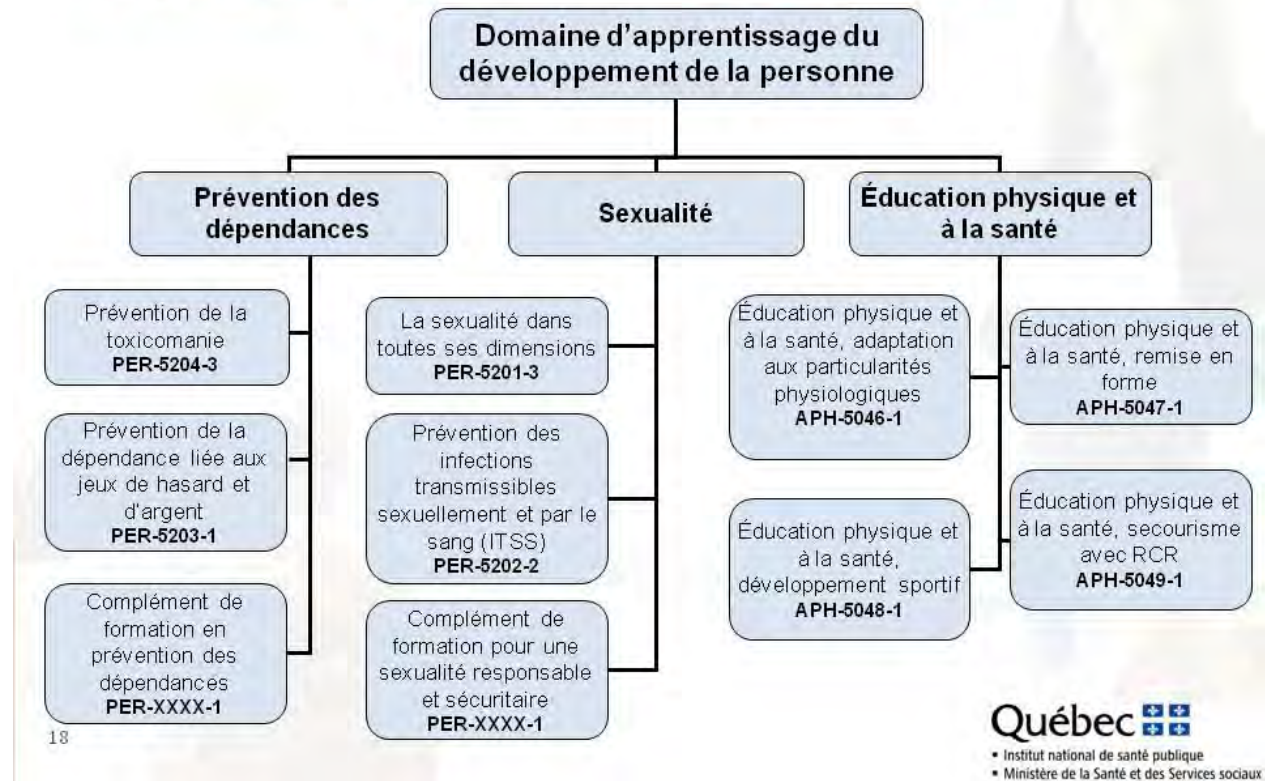 Domaine d'apprentissage du
développement de la personne
Prévention des
dépendances
Prévention de la
toxicomanie
PER-5204-3
Prévention de la
dépendance liée aux
jeux de hasard et
d'argent
PER-5203-1
Complément de
formation en
prévention des
dépendances
PER-XXXX-1
Sexualité
La sexualité dans
toutes ses dimensions
PER-5201-3
Prévention des
infections
transmissibles
sexuellement et par le
sang (ITSS)
PER-5202-2
Complément de
formation pour une
sexualité responsable
et sécuritaire
PER-XXXX-1
Éducation physique et
à la santé
Éducation physique et
à la santé, adaptation
aux particularités
physiologiques
APH-5046-1
Éducation physique et
à la santé, remise en
forme
APH-5047-1
Éducation physique et
à la santé,
développement sportif
APH-5048-1
Éducation physique et
à la santé, secourisme
avec RCR
APH-5049-1
18
Québec
▪ Institut national de santé publique
▪ Ministère de la Santé et des Services sociaux